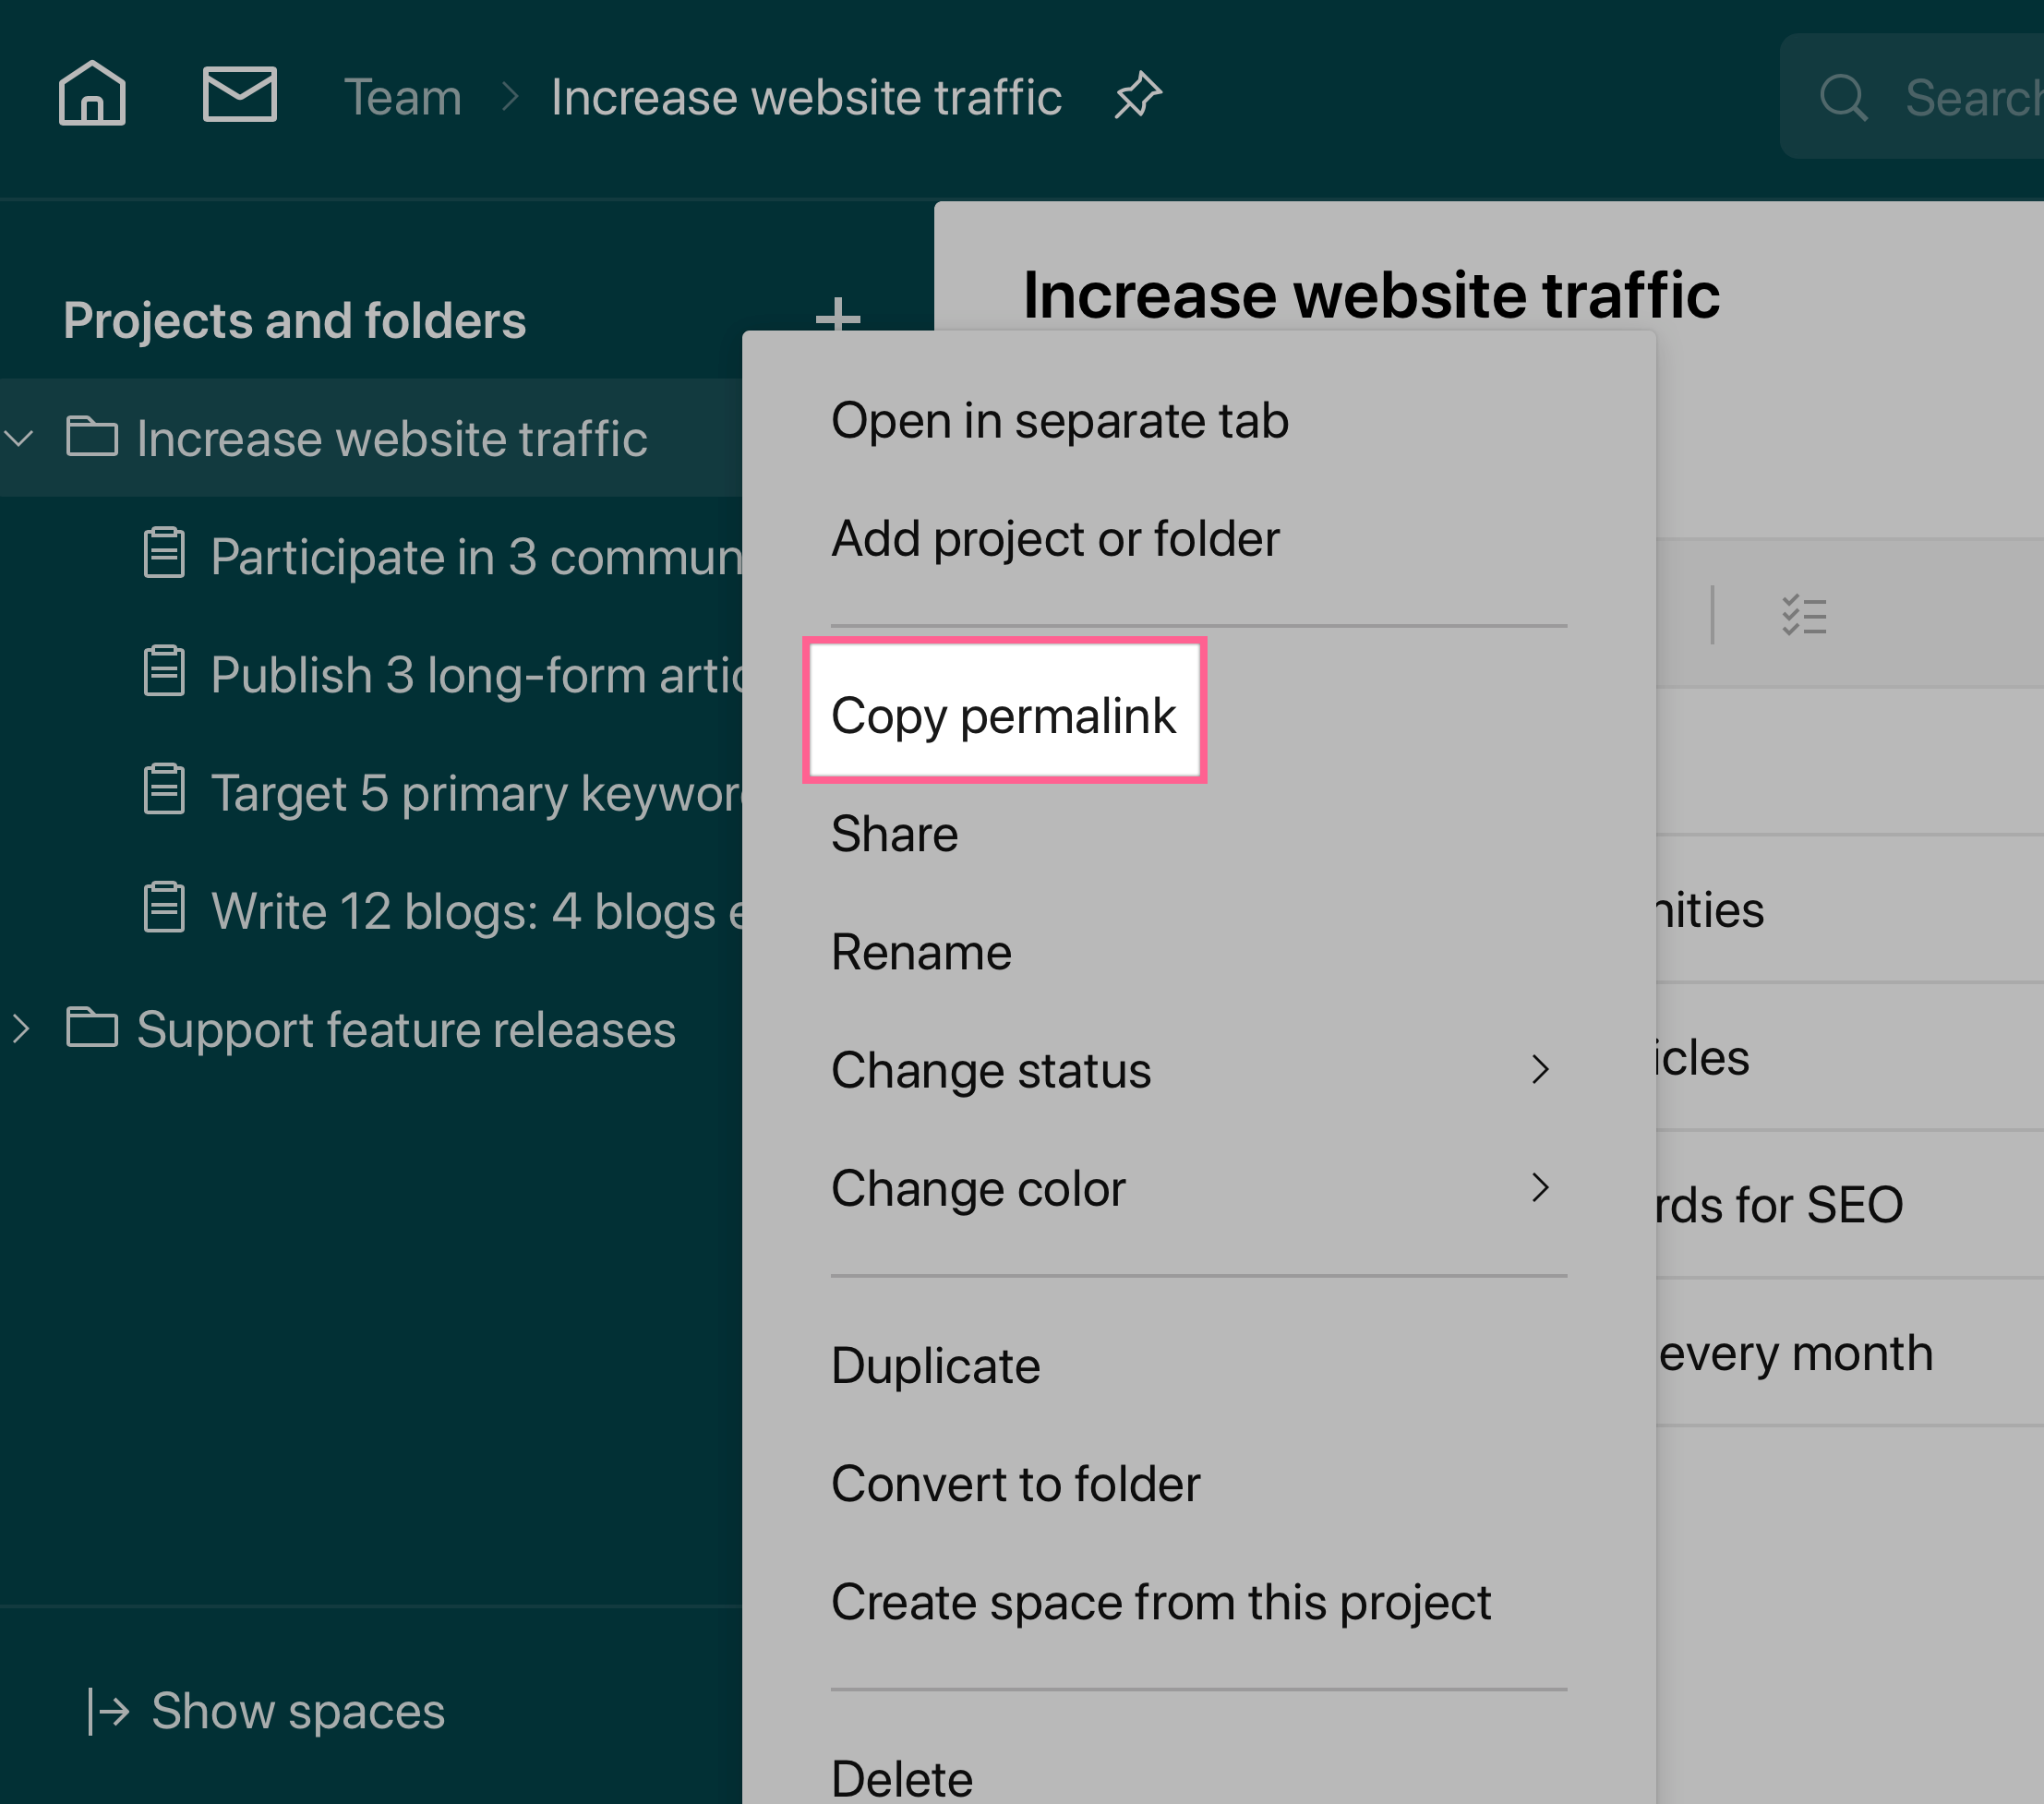 Team > Increase website traffic
Search
Projects and folders
Increase website traffic
Increase website traffic
Participate in 3 commun
Publish 3 long-form artic
Target 5 primary keywor
Write 12 blogs: 4 blogs e
Support feature releases
Show spaces
Open in separate tab
Add project or folder
Copy permalink
Share
Rename
Change status
Change color
Duplicate
Convert to folder
Create space from this project
Delete
nities
icles
rds for SEO
every month